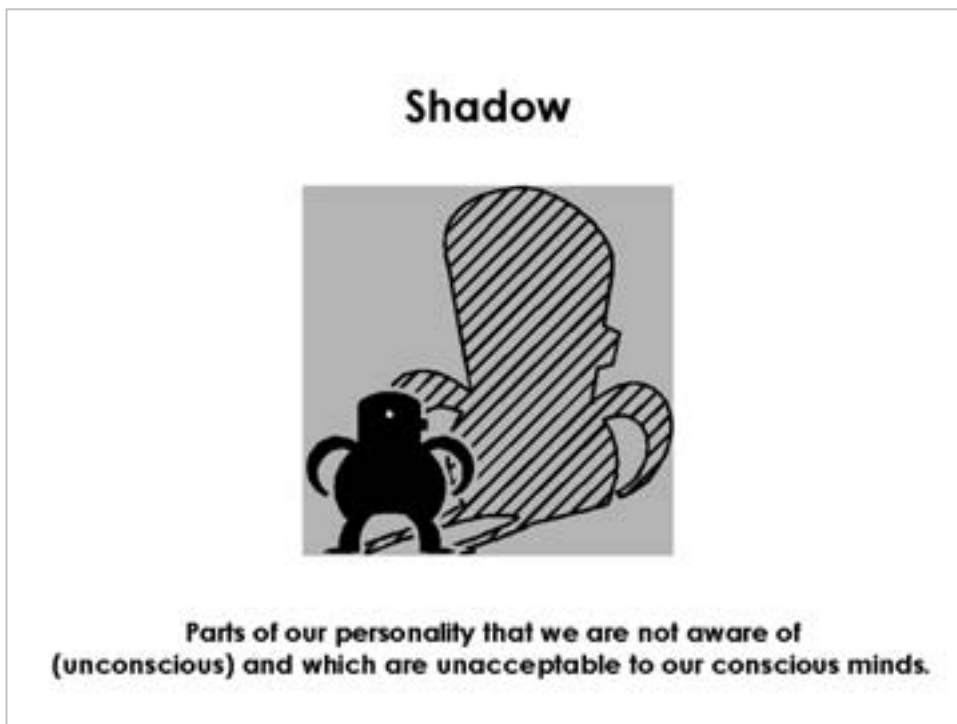 Shadow
Parts of our personality that we are not aware of
(unconscious) and which are unacceptable to our conscious minds.